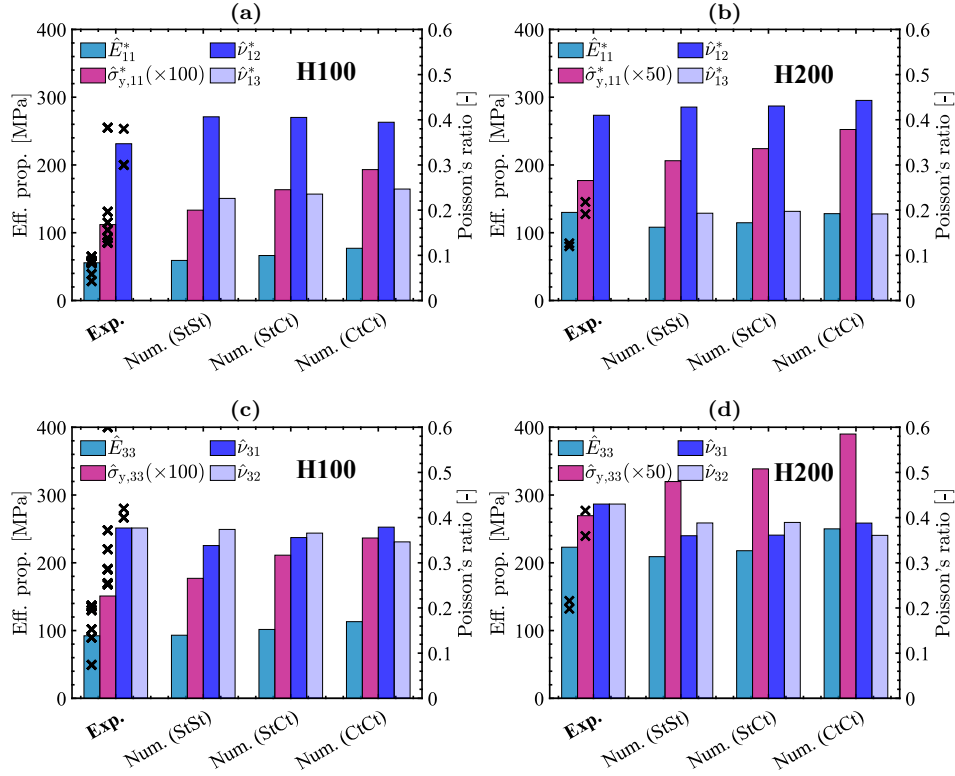 (a)
400
300
200
100
0
Eff. prop. [MPa]
Ê*11
σ̂*y,11(×100)
ν̂*12
ν̂*13
H100
0.6
0.5
0.4
0.3
0.2
0.1
0
Poisson's ratio [-]
Exp.
Num. (StSt)
Num. (StCt)
Num. (CtCt)
(b)
400
300
200
100
0
Eff. prop. [MPa]
Ê*11
σ̂*y,11(×50)
ν̂*12
ν̂*13
H200
0.6
0.5
0.4
0.3
0.2
0.1
0
Poisson's ratio [-]
Exp.
Num. (StSt)
Num. (StCt)
Num. (CtCt)
(c)
400
300
200
100
0
Eff. prop. [MPa]
Ê33
σ̂y,33(×100)
ν̂31
ν̂32
H100
0.6
0.5
0.4
0.3
0.2
0.1
0
Poisson's ratio [-]
Exp.
Num. (StSt)
Num. (StCt)
Num. (CtCt)
(d)
400
300
200
100
0
Eff. prop. [MPa]
Ê33
σ̂y,33(×50)
ν̂31
ν̂32
H200
0.6
0.5
0.4
0.3
0.2
0.1
0
Poisson's ratio [-]
Exp.
Num. (StSt)
Num. (StCt)
Num. (CtCt)